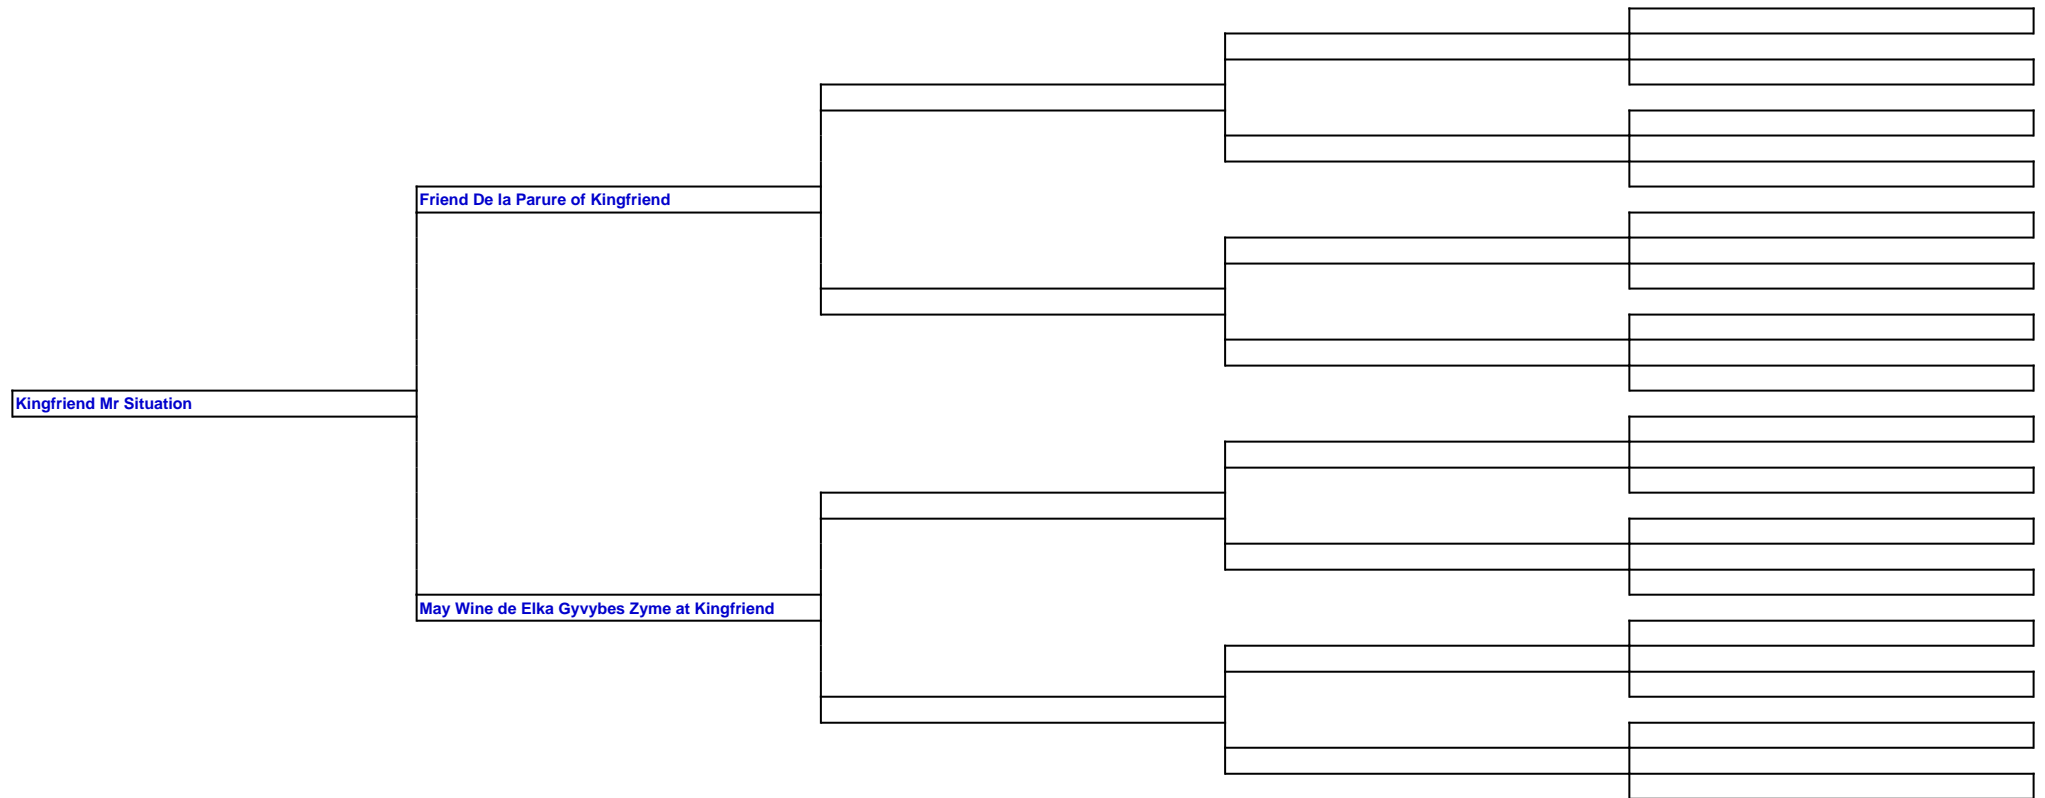 Friend De la Parure of Kingfriend
Kingfriend Mr Situation
May Wine de Elka Gyvybes Zyme at Kingfriend